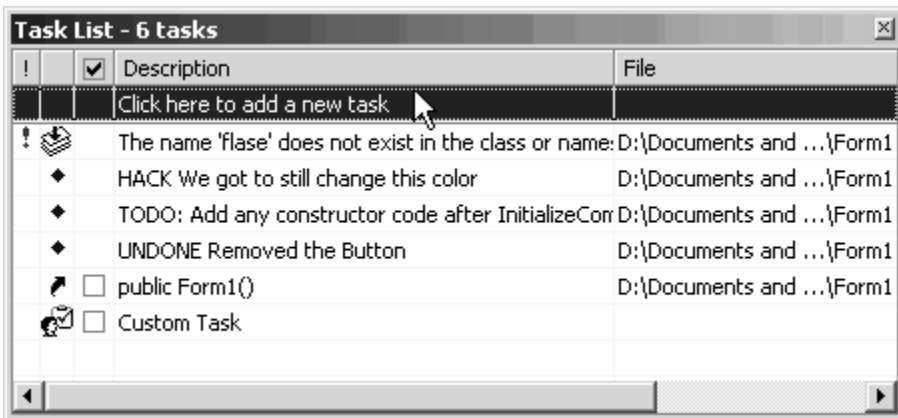 Task List - 6 tasks
! Description File
Click here to add a new task
The name 'flase' does not exist in the class or name: D:\Documents and ...\Form1
HACK We got to still change this color D:\Documents and ...\Form1
TODO: Add any constructor code after InitializeCom D:\Documents and ...\Form1
UNDONE Removed the Button D:\Documents and ...\Form1
public Form1() D:\Documents and ...\Form1
Custom Task